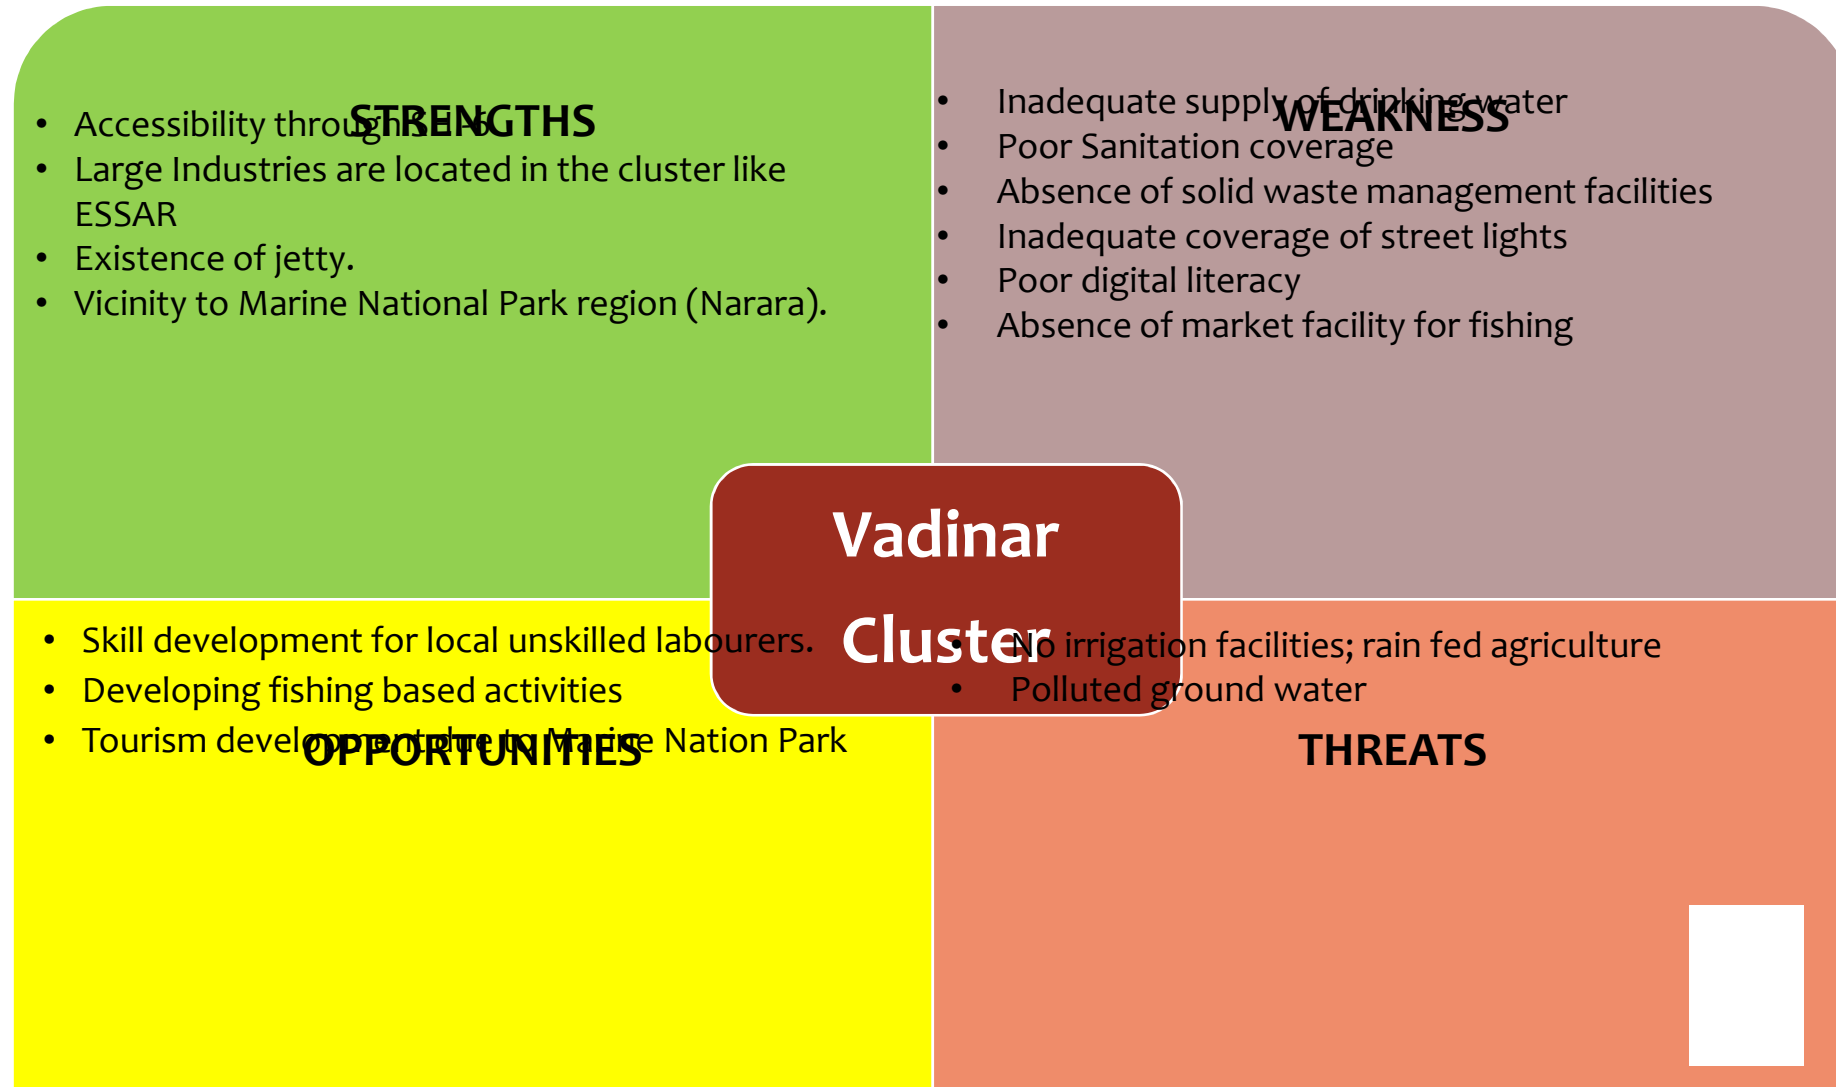 STRENGTHS
• Accessibility through SH-6.
• Large Industries are located in the cluster like
ESSAR
• Existence of jetty.
• Vicinity to Marine National Park region (Narara).
WEAKNESS
• Inadequate supply of drinking water
• Poor Sanitation coverage
• Absence of solid waste management facilities
• Inadequate coverage of street lights
• Poor digital literacy
• Absence of market facility for fishing
Vadinar
Cluster
• Skill development for local unskilled labourers.
• Developing fishing based activities
• Tourism development due to Marine Nation Park
OPPORTUNITIES
• No irrigation facilities; rain fed agriculture
• Polluted ground water
THREATS